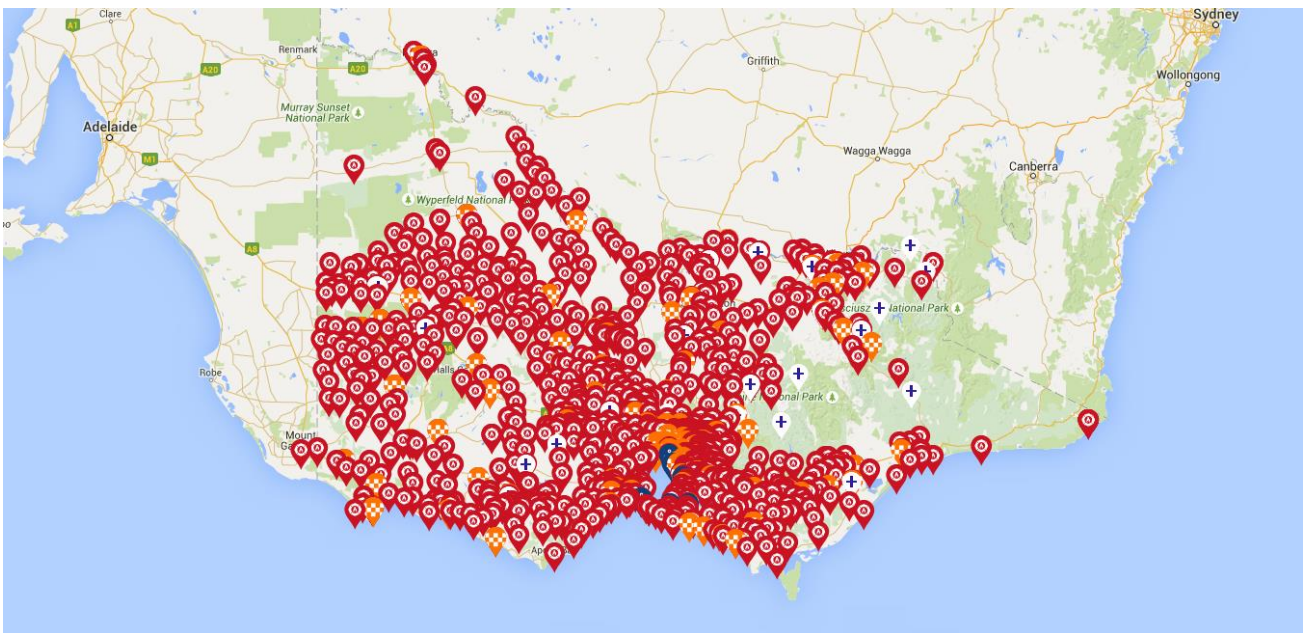 Clare
A1
Sydney
Renmark
A20
A20
Griffith
Wollongong
Murray Sunset
National Park
Adelaide
M1
Wagga Wagga
Canberra
Wyperfeld National
A8
National Park
Robe
National Park
Mount